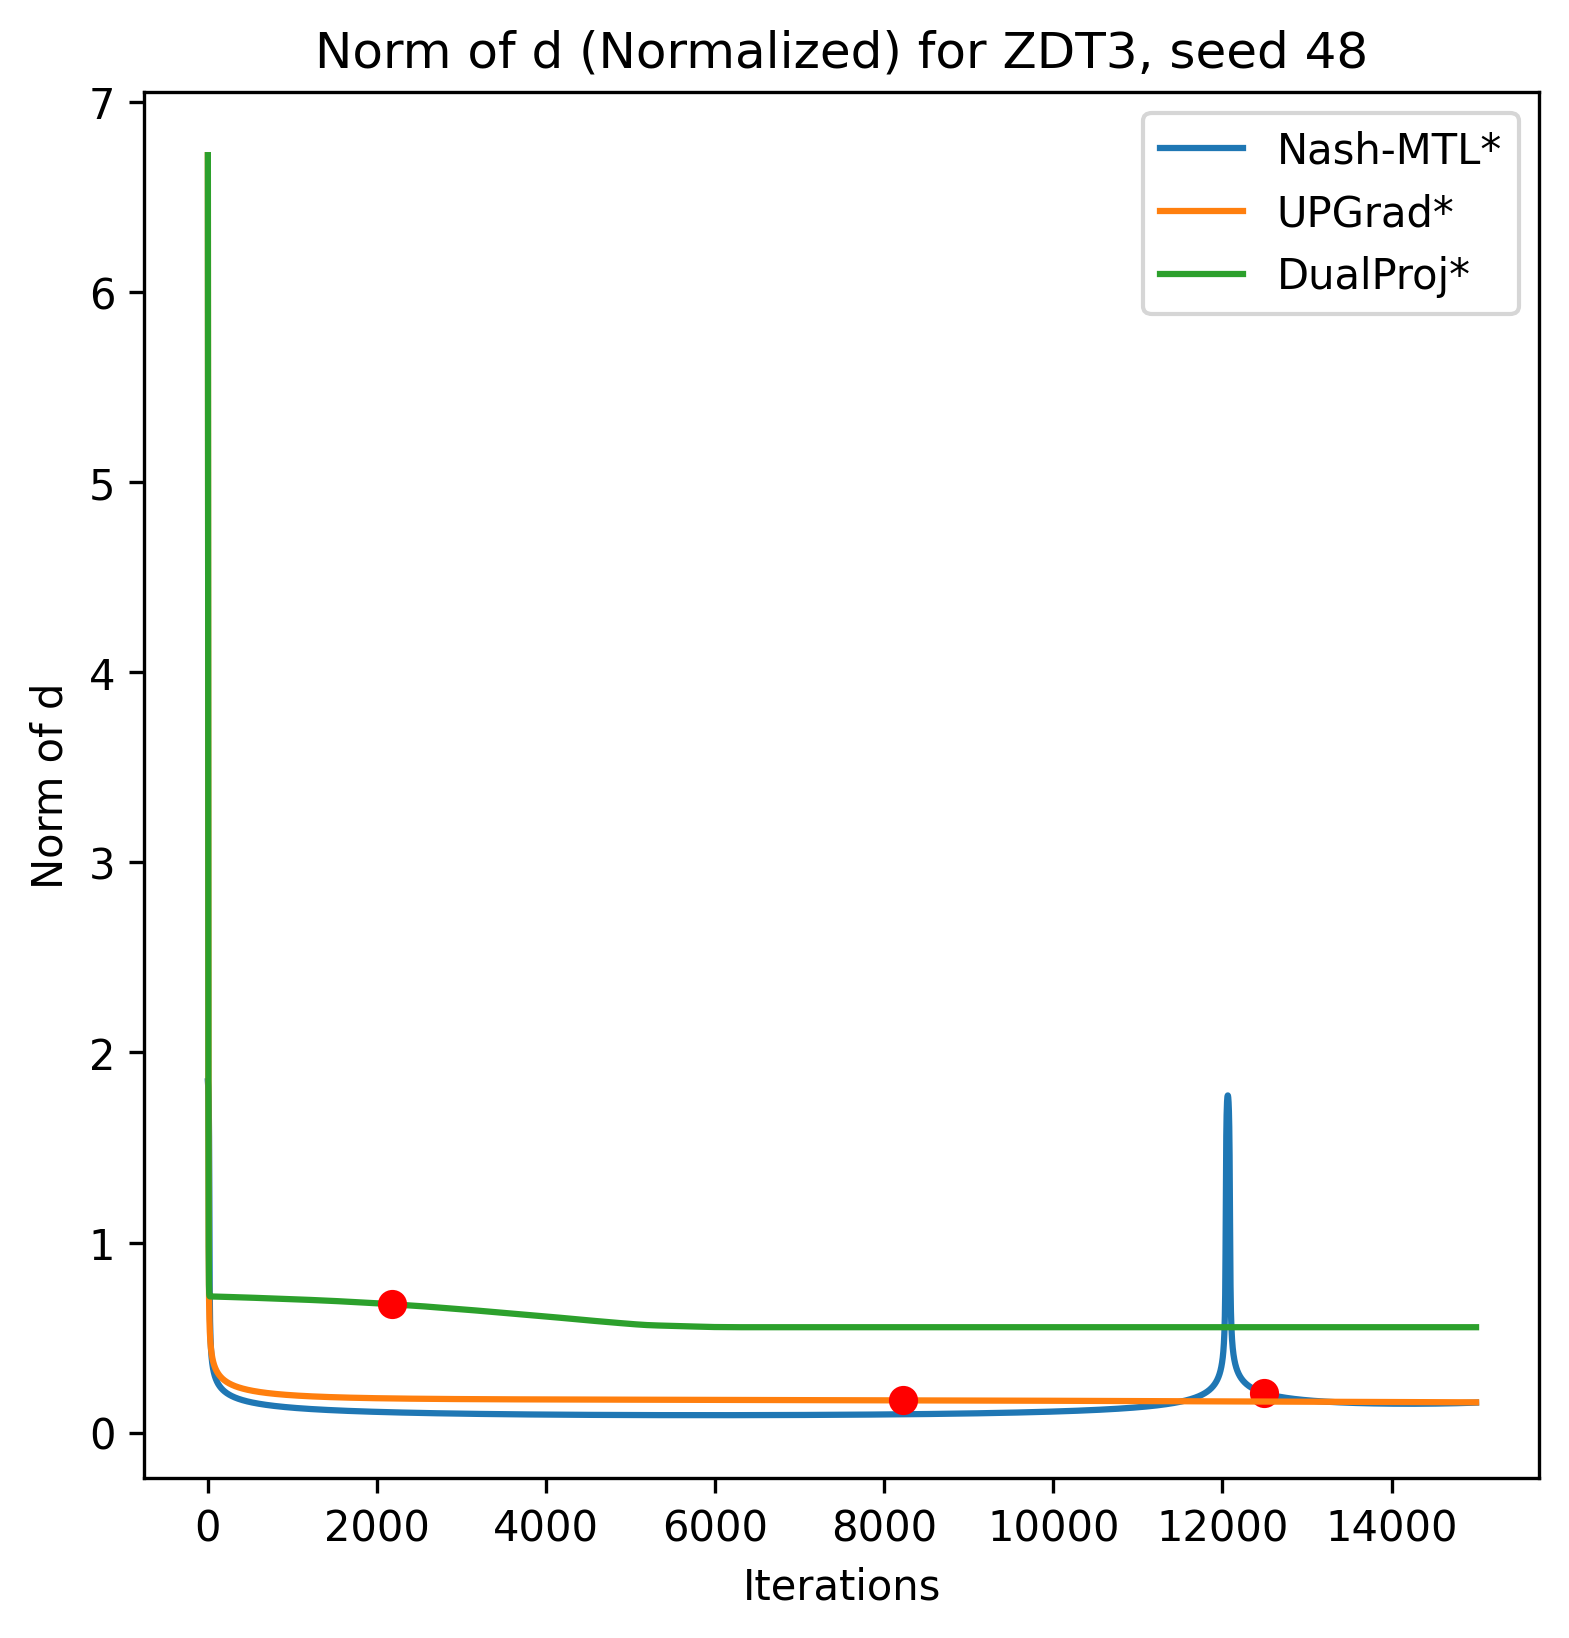 Norm of d (Normalized) for ZDT3, seed 48
Nash-MTL*
UPGrad*
DualProj*
Norm of d
7
6
5
4
3
2
1
0
0 2000 4000 6000 8000 10000 12000 14000
Iterations